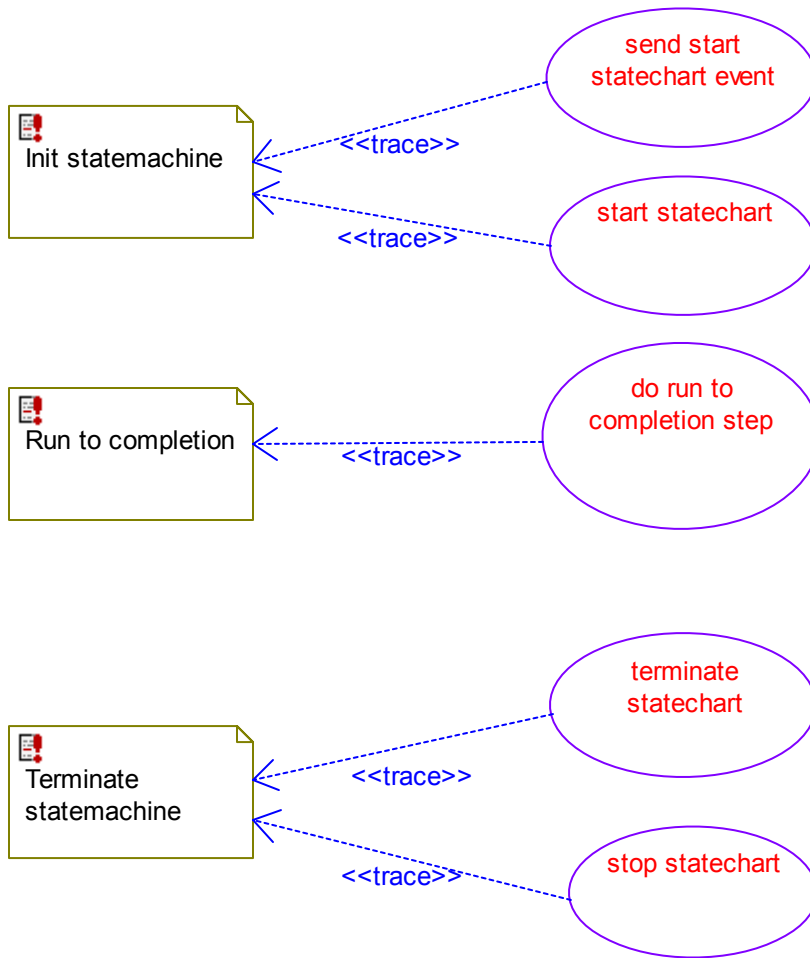 send start
statechart event
Init statemachine
<<trace>>
start statechart
<<trace>>
do run to
completion step
Run to completion
<<trace>>
terminate
statechart
Terminate
statemachine
<<trace>>
stop statechart
<<trace>>